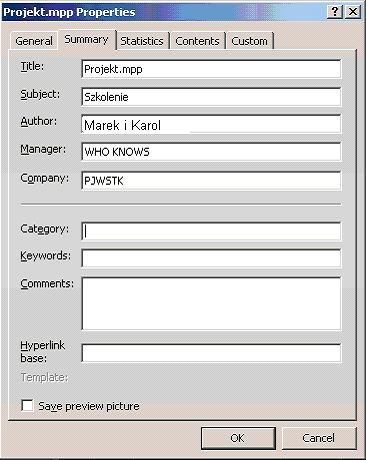 Projekt.mpp Properties
General Summary Statistics Contents Custom
Title: Projekt.mpp
Subject: Szkolenie
Author: Marek i Karol
Manager: WHO KNOWS
Company: PJWSTK
Category:
Keywords:
Comments:
Hyperlink
base:
Template:
Save preview picture
OK Cancel